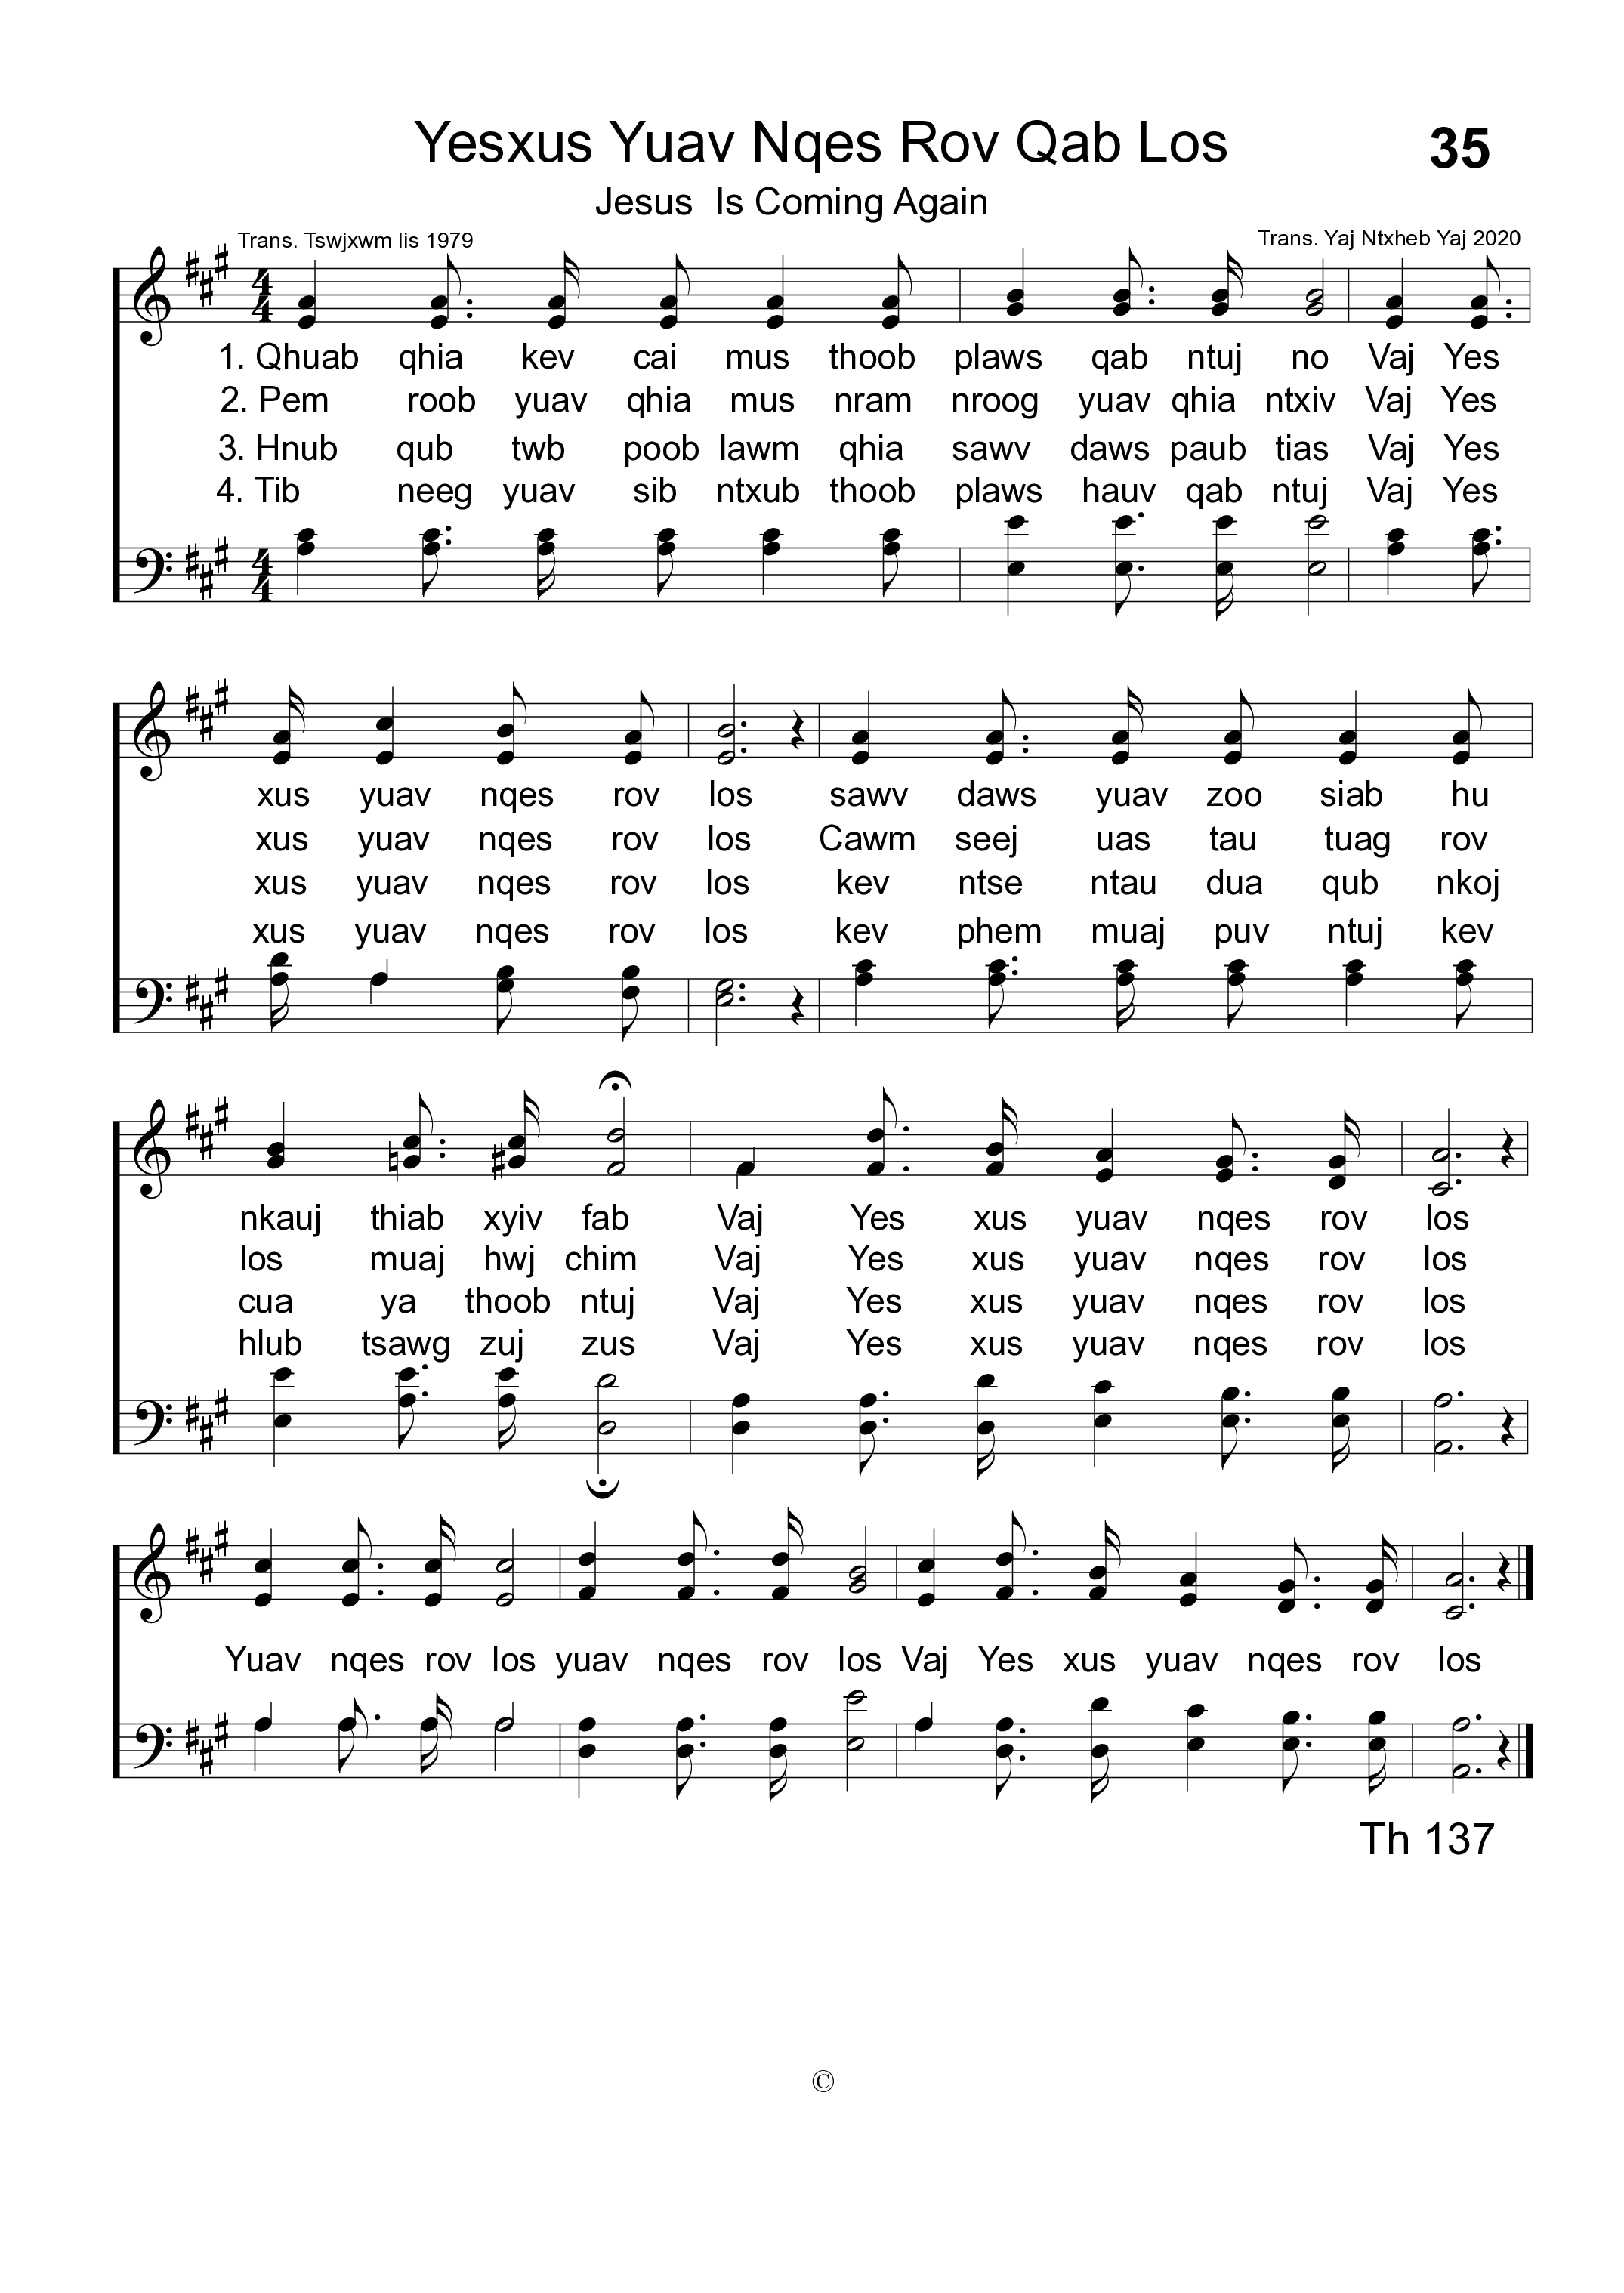 Yesxus Yuav Nqes Rov Qab Los 35
Jesus Is Coming Again
Trans. Tswjxwm lis 1979 Trans. Yaj Ntxheb Yaj 2020
1. Qhuab qhia kev cai mus thoob plaws qab ntuj no Vaj Yes
2. Pem roob yuav qhia mus nram nroog yuav qhia ntxiv Vaj Yes
3. Hnub qub twb poob lawm qhia sawv daws paub tias Vaj Yes
4. Tib neeg yuav sib ntxub thoob plaws hauv qab ntuj Vaj Yes
xus yuav nqes rov los sawv daws yuav zoo siab hu
xus yuav nqes rov los Cawm seej uas tau tuag rov
xus yuav nqes rov los kev ntse ntau dua qub nkoj
xus yuav nqes rov los kev phem muaj puv ntuj kev
nkauj thiab xyiv fab Vaj Yes xus yuav nqes rov los
los muaj hwj chim Vaj Yes xus yuav nqes rov los
cua ya thoob ntuj Vaj Yes xus yuav nqes rov los
hlub tsawg zuj zus Vaj Yes xus yuav nqes rov los
Yuav nqes rov los yuav nqes rov los Vaj Yes xus yuav nqes rov los
Th 137
©